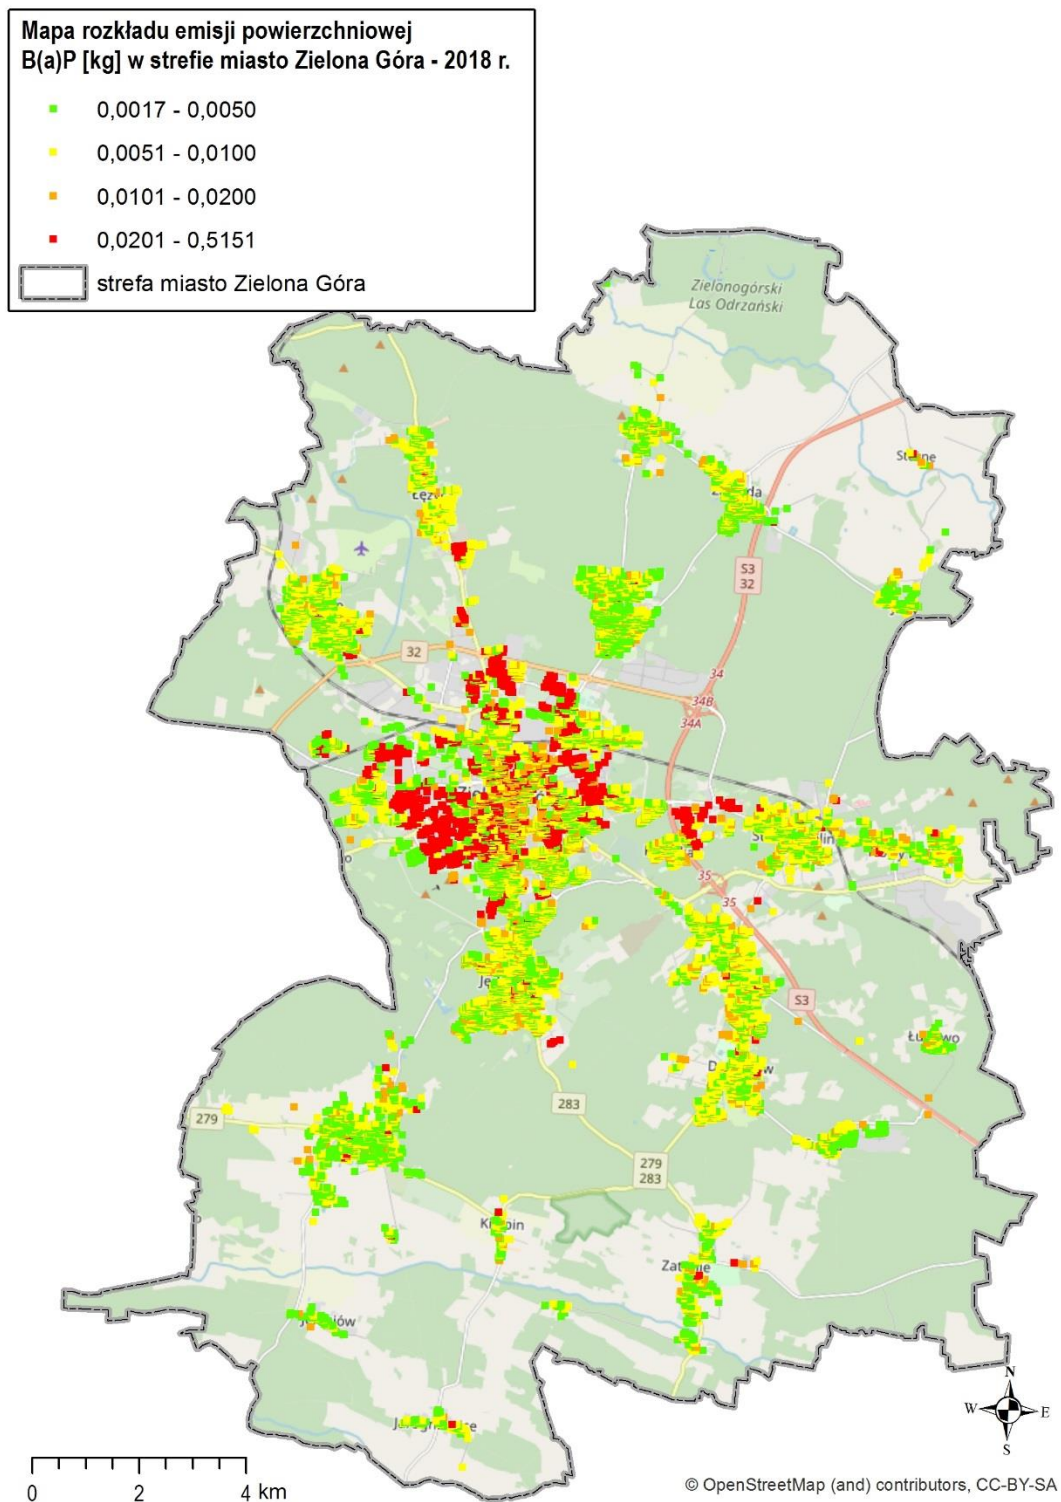 Mapa rozkładu emisji powierzchniowej
B(a)P [kg] w strefie miasto Zielona Góra - 2018 r.
0,0017 - 0,0050
0,0051 - 0,0100
0,0101 - 0,0200
0,0201 - 0,5151
strefa miasto Zielona Góra
Zielonogórski
Las Odrzański
S3
32
32
34
34B
34A
35
35
S3
283
279
279
283
N
W
E
S
0
2
4 km
© OpenStreetMap (and) contributors, CC-BY-SA